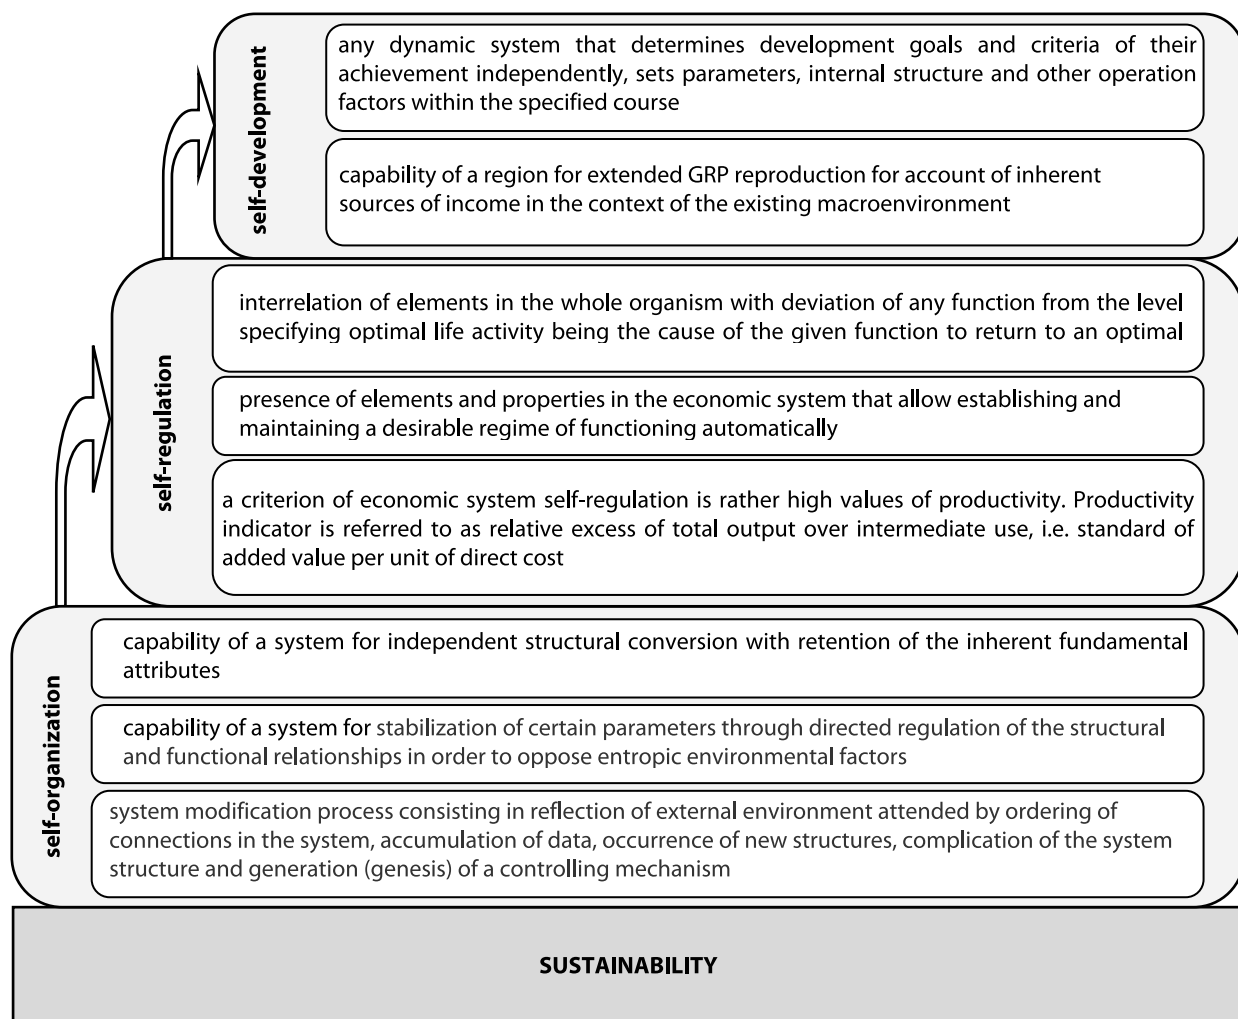 self-development
any dynamic system that determines development goals and criteria of their
achievement independently, sets parameters, internal structure and other operation
factors within the specified course
capability of a region for extended GRP reproduction for account of inherent
sources of income in the context of the existing macroenvironment
self-regulation
interrelation of elements in the whole organism with deviation of any function from the level
specifying optimal life activity being the cause of the given function to return to an optimal
presence of elements and properties in the economic system that allow establishing and
maintaining a desirable regime of functioning automatically
a criterion of economic system self-regulation is rather high values of productivity. Productivity
indicator is referred to as relative excess of total output over intermediate use, i.e. standard of
added value per unit of direct cost
self-organization
capability of a system for independent structural conversion with retention of the inherent fundamental
attributes
capability of a system for stabilization of certain parameters through directed regulation of the structural
and functional relationships in order to oppose entropic environmental factors
system modification process consisting in reflection of external environment attended by ordering of
connections in the system, accumulation of data, occurrence of new structures, complication of the system
structure and generation (genesis) of a controlling mechanism
SUSTAINABILITY